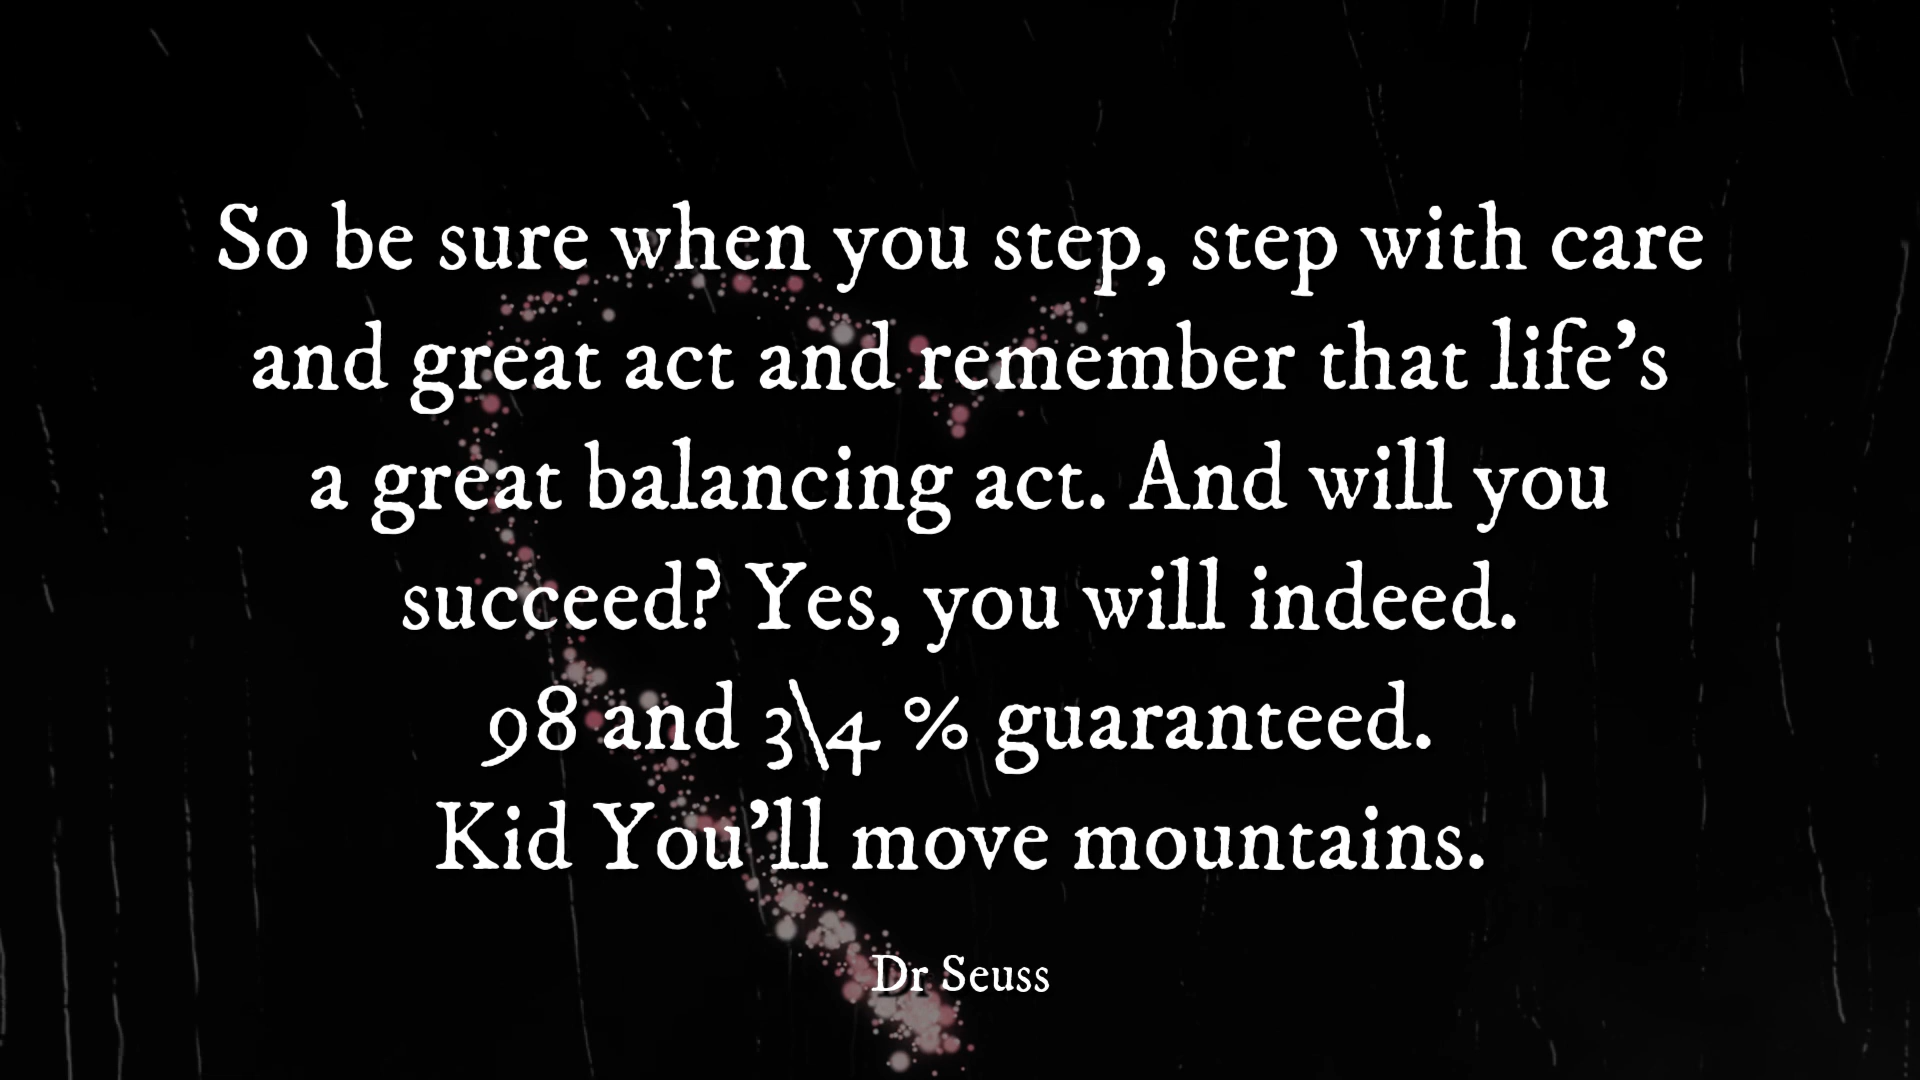 So be sure when you step, step with care
and great act and remember that life’s
a great balancing act. And will you
succeed? Yes, you will indeed.
98 and 3\4 % guaranteed.
Kid You’ll move mountains.
Dr Seuss